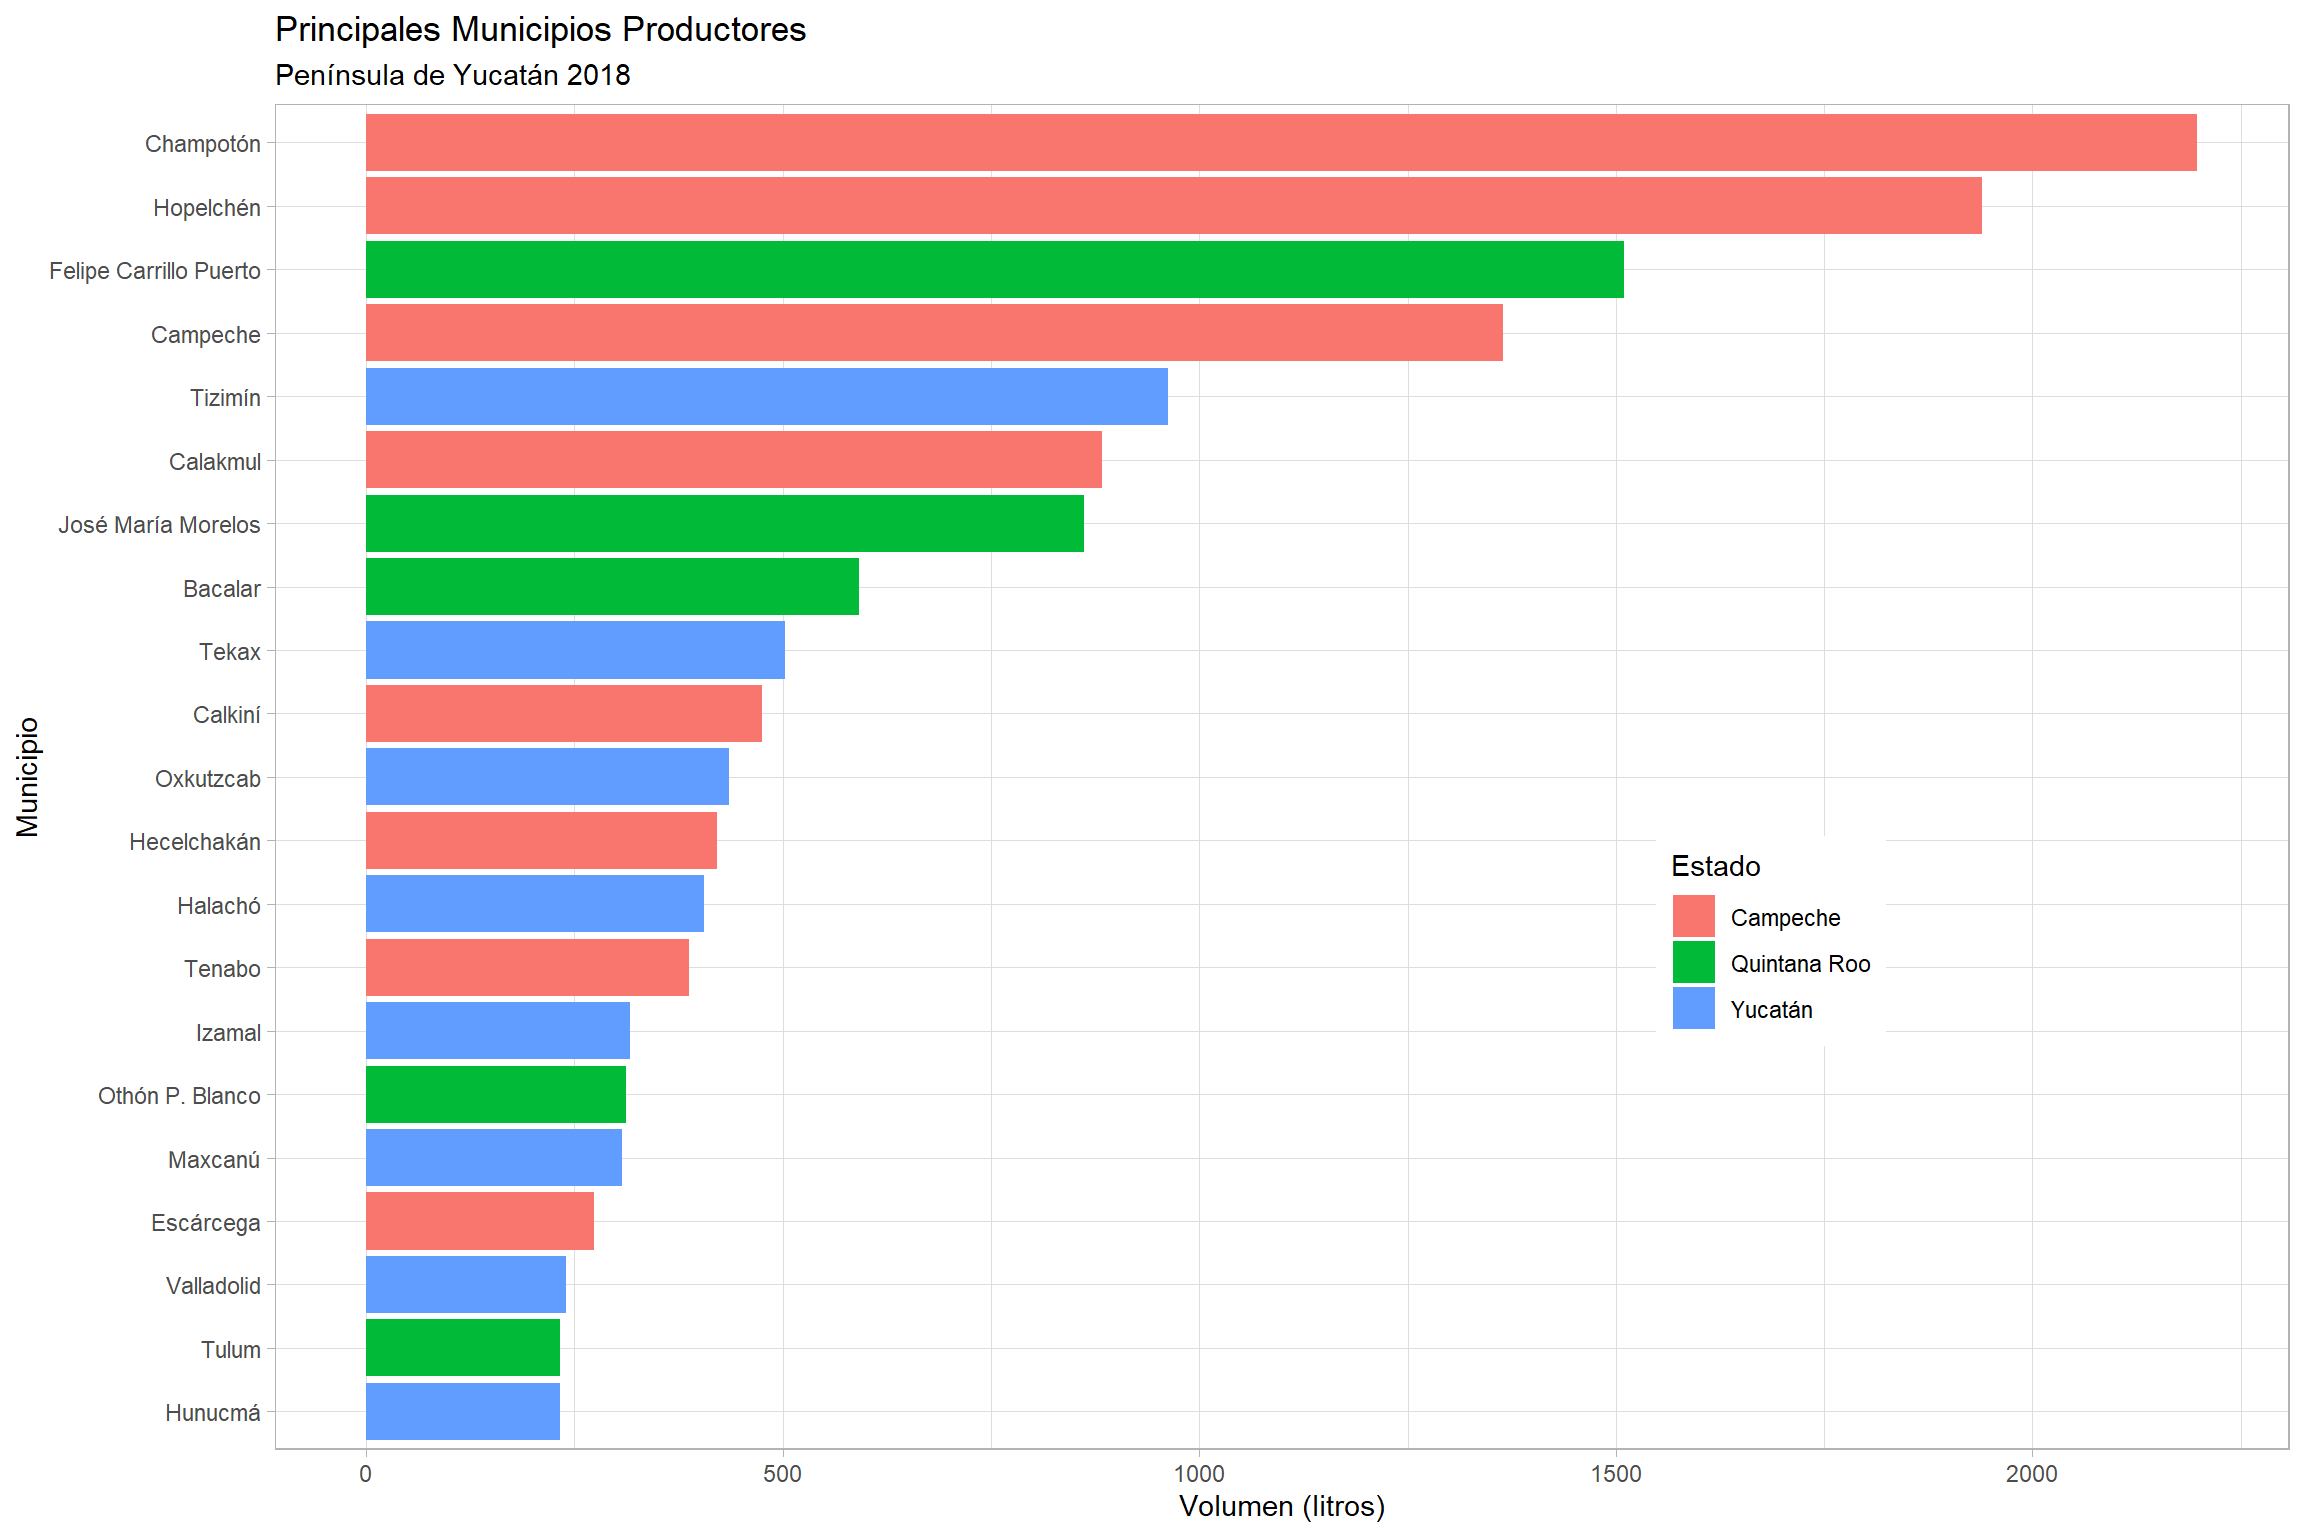 Principales Municipios Productores
Península de Yucatán 2018
Municipio
Champotón
Hopelchén
Felipe Carrillo Puerto
Campeche
Tizimín
Calakmul
José María Morelos
Bacalar
Tekax
Calkiní
Oxkutzcab
Hecelchakán
Halachó
Tenabo
Izamal
Othón P. Blanco
Maxcanú
Escárcega
Valladolid
Tulum
Hunucmá
Estado
Campeche
Quintana Roo
Yucatán
0 500 1000 1500 2000
Volumen (litros)